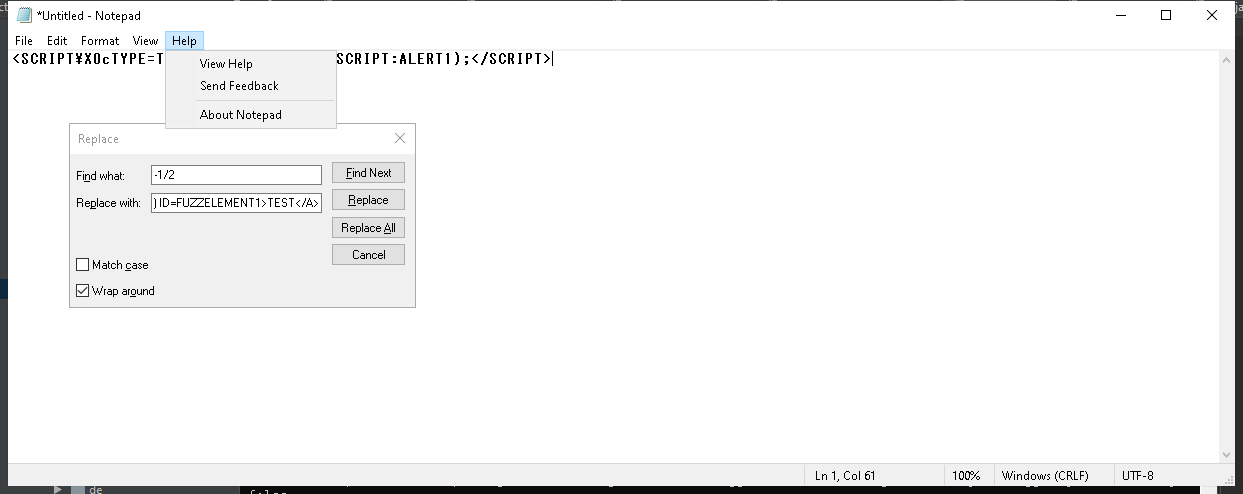 *Untitled - Notepad
File Edit Format View Help
<SCRIPT¥X0cTYPE=T SCRIPT:ALERT1);</SCRIPT>
View Help
Send Feedback
About Notepad
Replace
Find what: -1/2 Find Next
Replace with: )ID=FUZZELEMENT1>TEST</A> Replace
Replace All
Cancel
Match case
Wrap around
Ln 1, Col 61 100% Windows (CRLF) UTF-8
de